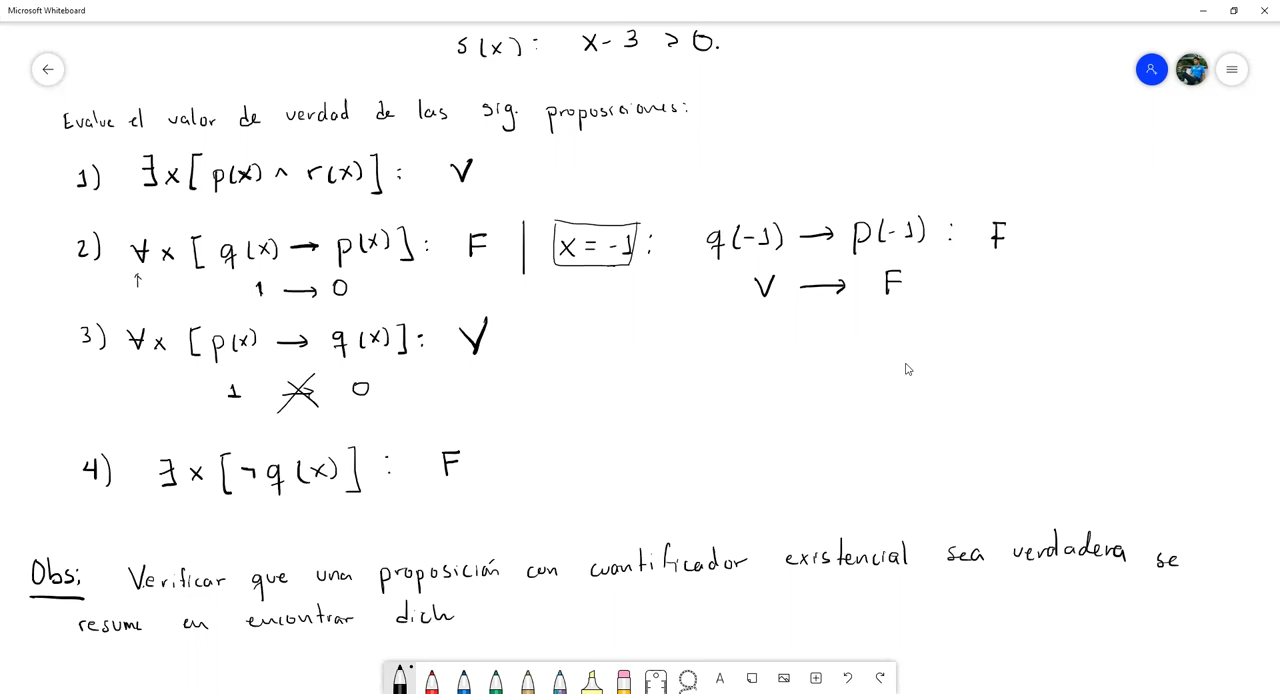 Microsoft Whiteboard
s(x): x-3 > 0.
Evalue el valor de verdad de las sig. proposiciones:
1) ∃x[p(x) ∧ r(x)]: V
2) ∀x[q(x) → p(x)]: F | x = -1: q(-1) → p(-1): F
↑ 1 → 0 V → F
3) ∀x[p(x) → q(x)]: V
1 → 0
4) ∃x[¬q(x)]: F
Obs: Verificar que una proposición con cuantificador existencial sea verdadera se
resume en encontrar dich
A